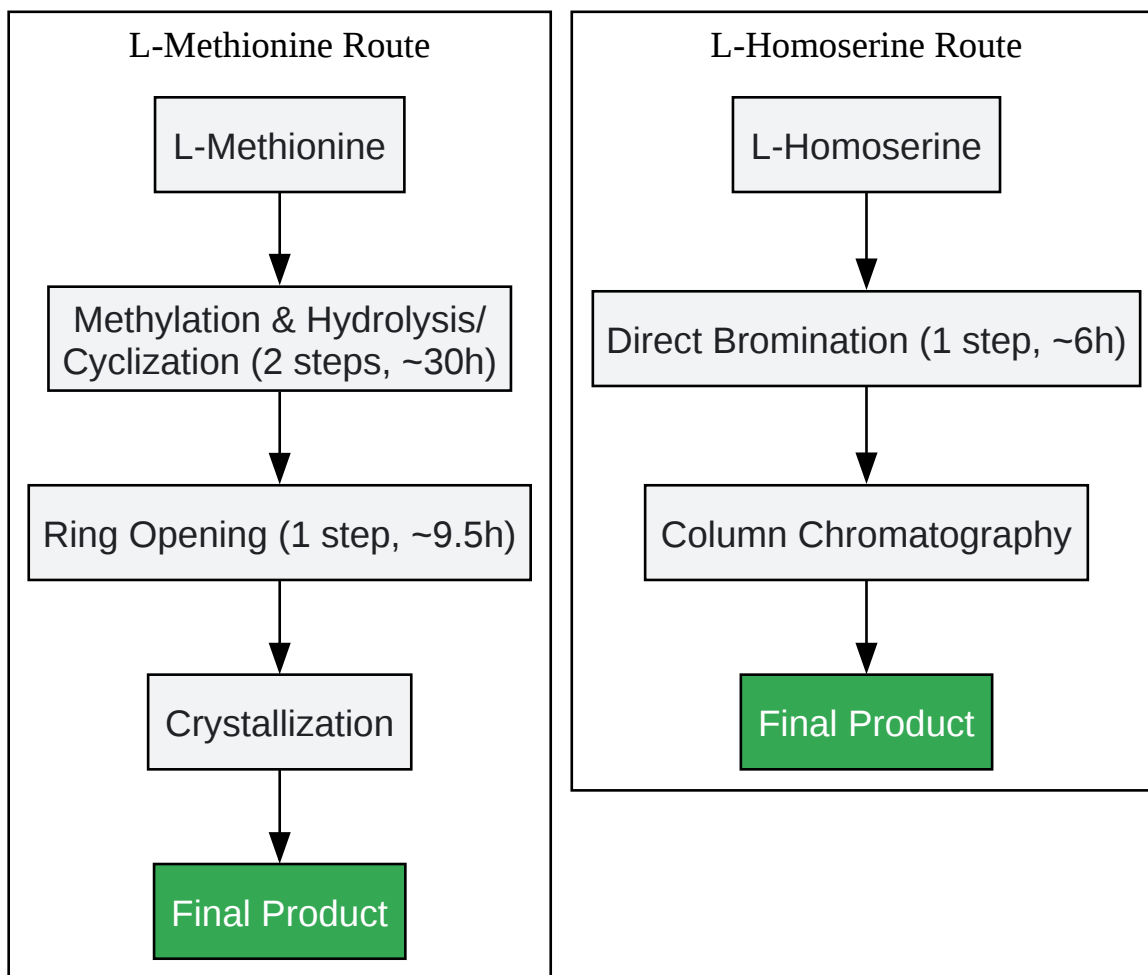 L-Methionine Route
L-Methionine
Methylation & Hydrolysis/
Cyclization (2 steps, ~30h)
Ring Opening (1 step, ~9.5h)
Crystallization
Final Product
L-Homoserine Route
L-Homoserine
Direct Bromination (1 step, ~6h)
Column Chromatography
Final Product